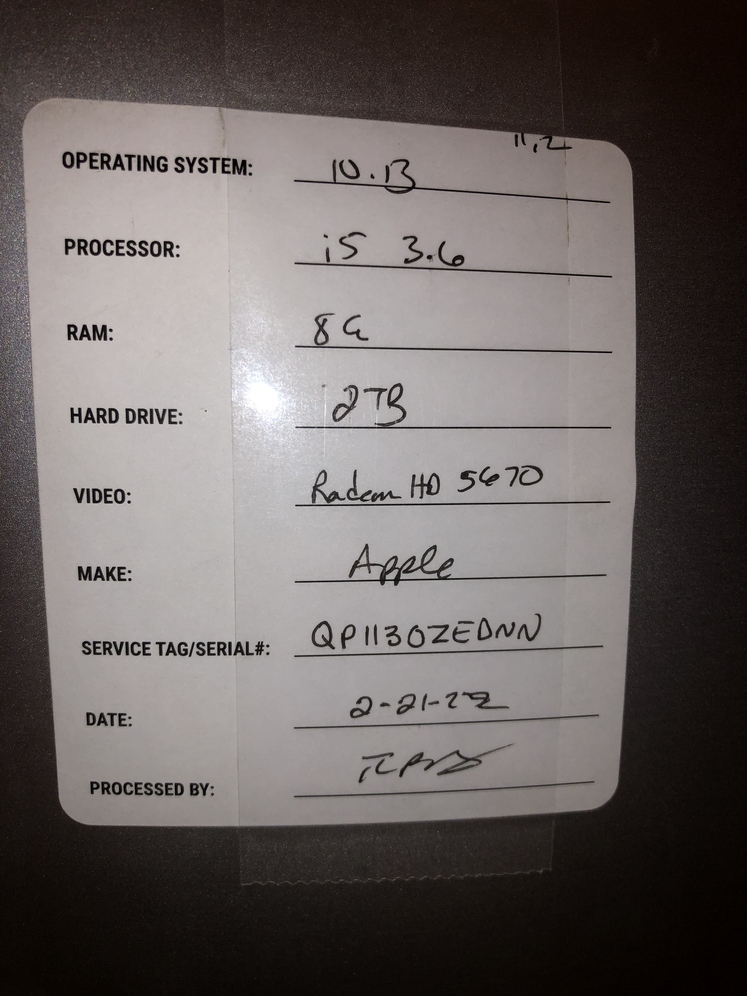 11,2
OPERATING SYSTEM: 10.13
PROCESSOR: i5 3.6
RAM: 8G
HARD DRIVE: 2TB
VIDEO: Radeon HD 5670
MAKE: Apple
SERVICE TAG/SERIAL#: QP1130ZEDNN
DATE: 2-21-22
PROCESSED BY: